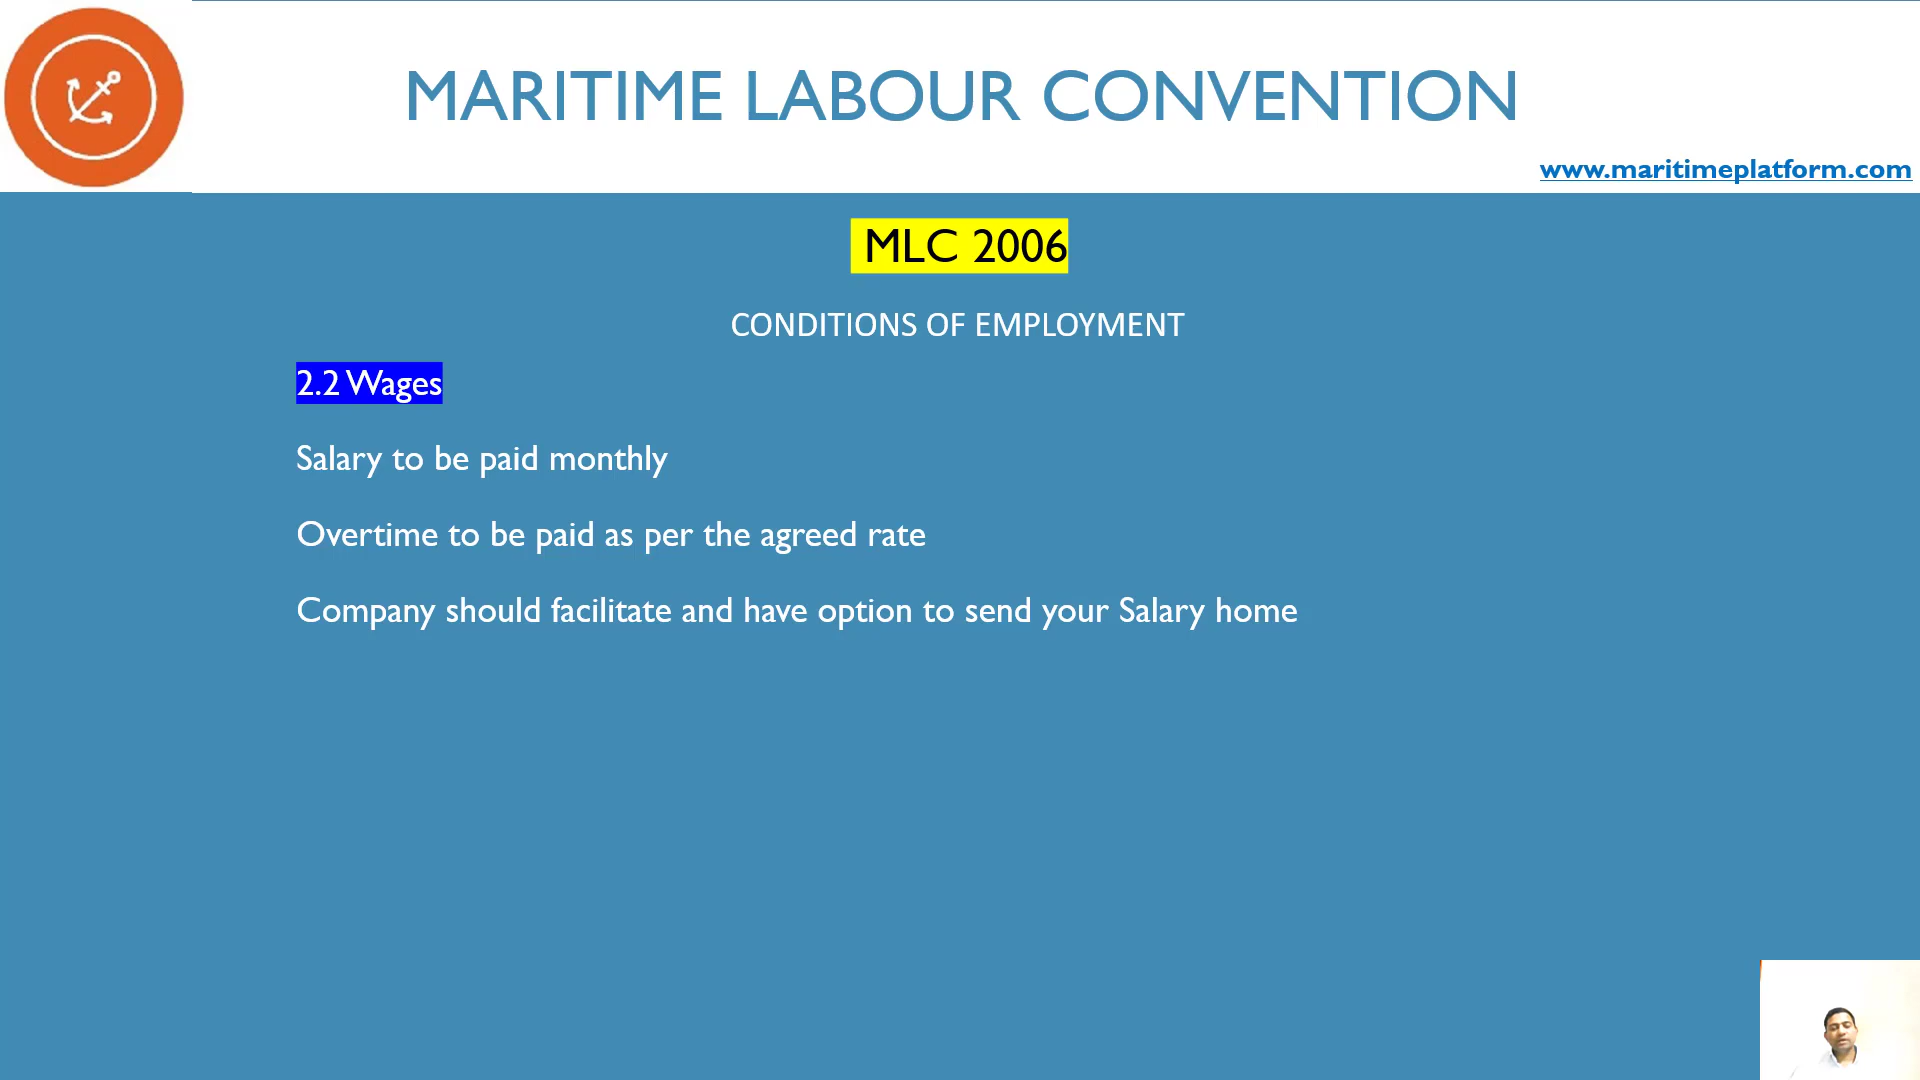 MARITIME LABOUR CONVENTION
www.maritimeplatform.com
MLC 2006
CONDITIONS OF EMPLOYMENT
2.2 Wages
Salary to be paid monthly
Overtime to be paid as per the agreed rate
Company should facilitate and have option to send your Salary home